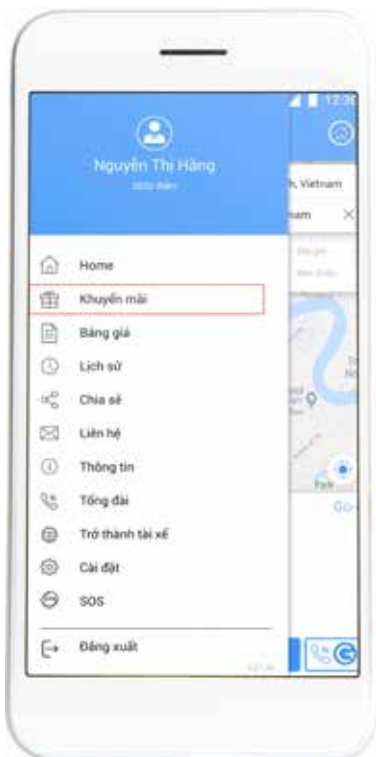 12:30
Nguyễn Thị Hằng
h, Vietnam
nam
Home
Khuyến mãi
Bảng giá
Lịch sử
Chia sẻ
Liên hệ
Thông tin
Tổng đài
Trở thành tài xế
Cài đặt
SOS
Đăng xuất
Park